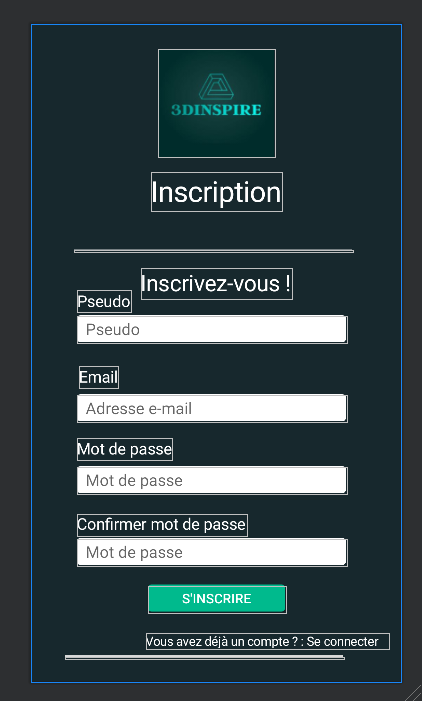 3DINSPIRE
Inscription
Inscrivez-vous !
Pseudo
Pseudo
Email
Adresse e-mail
Mot de passe
Mot de passe
Confirmer mot de passe
Mot de passe
S'INSCRIRE
Vous avez déjà un compte ? : Se connecter